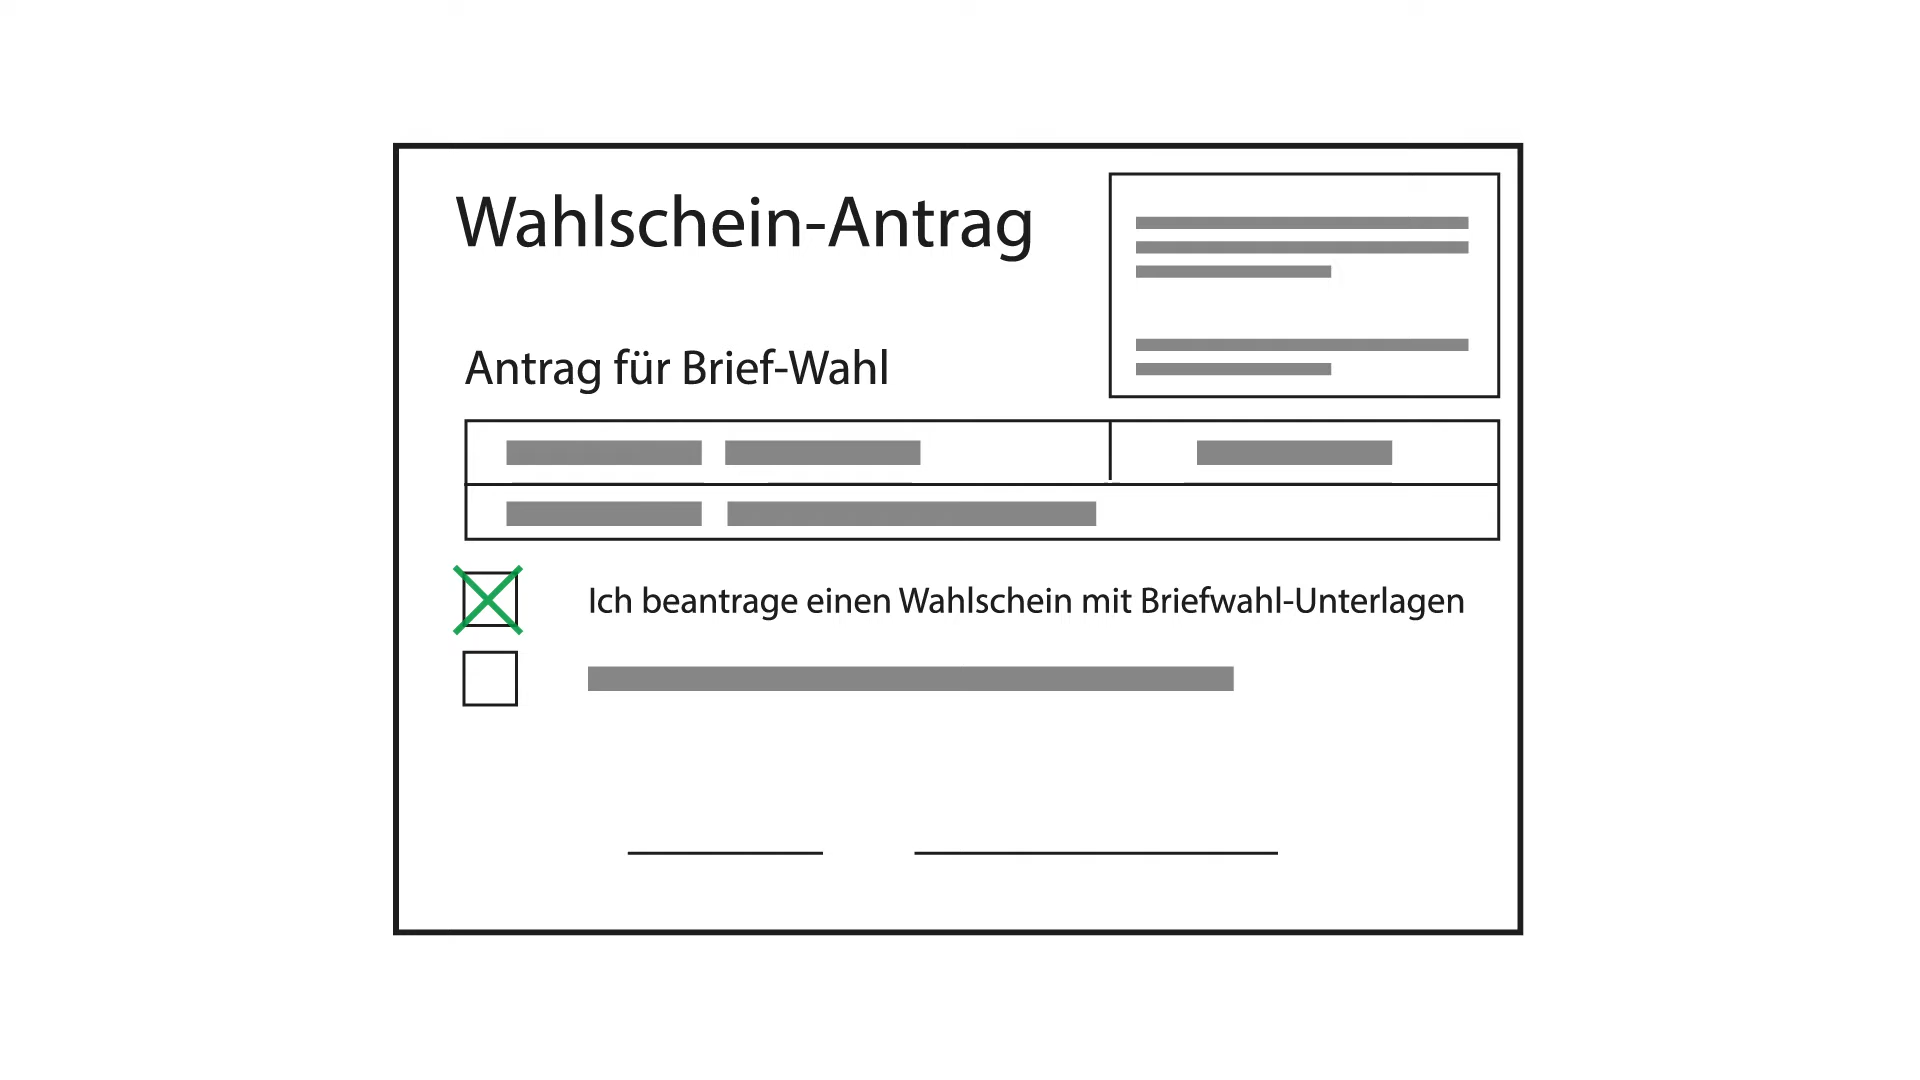 Wahlschein-Antrag
Antrag für Brief-Wahl
Ich beantrage einen Wahlschein mit Briefwahl-Unterlagen